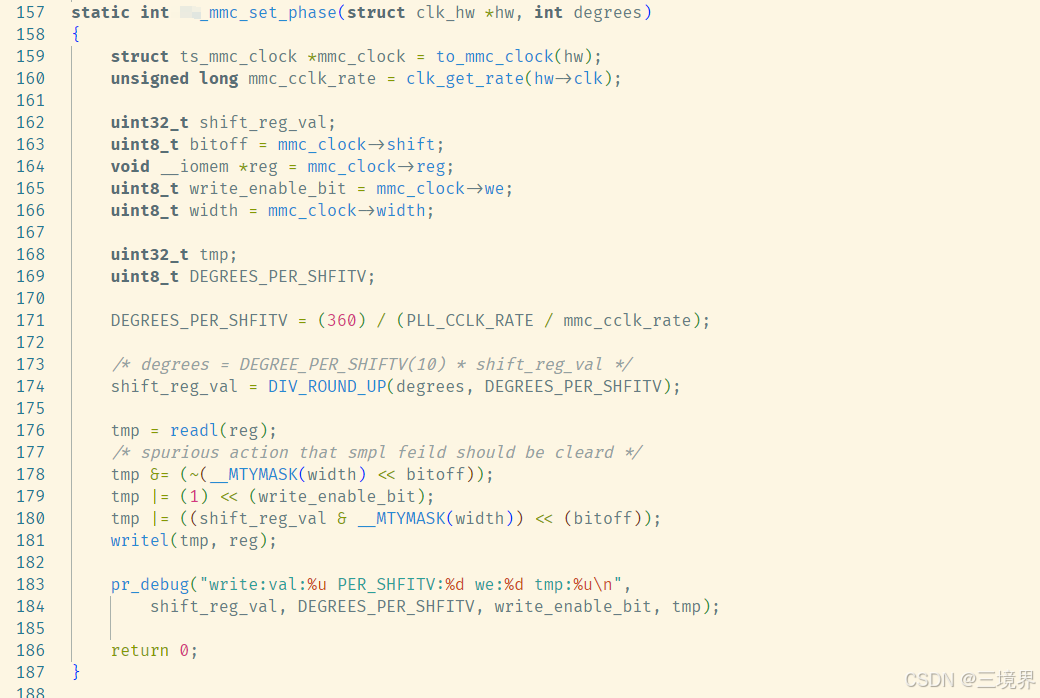 157 static int _mmc_set_phase(struct clk_hw *hw, int degrees)
158 {
159 struct ts_mmc_clock *mmc_clock = to_mmc_clock(hw);
160 unsigned long mmc_cclk_rate = clk_get_rate(hw->clk);
161
162 uint32_t shift_reg_val;
163 uint8_t bitoff = mmc_clock->shift;
164 void __iomem *reg = mmc_clock->reg;
165 uint8_t write_enable_bit = mmc_clock->we;
166 uint8_t width = mmc_clock->width;
167
168 uint32_t tmp;
169 uint8_t DEGREES_PER_SHFITV;
170
171 DEGREES_PER_SHFITV = (360) / (PLL_CCLK_RATE / mmc_cclk_rate);
172
173 /* degrees = DEGREE_PER_SHIFTV(10) * shift_reg_val */
174 shift_reg_val = DIV_ROUND_UP(degrees, DEGREES_PER_SHFITV);
175
176 tmp = readl(reg);
177 /* spurious action that smpl feild should be cleard */
178 tmp &= (~(__MTYMASK(width) << bitoff));
179 tmp |= (1) << (write_enable_bit);
180 tmp |= ((shift_reg_val & __MTYMASK(width)) << (bitoff));
181 writel(tmp, reg);
182
183 pr_debug("write:val:%u PER_SHFITV:%d we:%d tmp:%u\n",
184 shift_reg_val, DEGREES_PER_SHFITV, write_enable_bit, tmp);
185
186 return 0;
187 }
188
CSDN @三境界